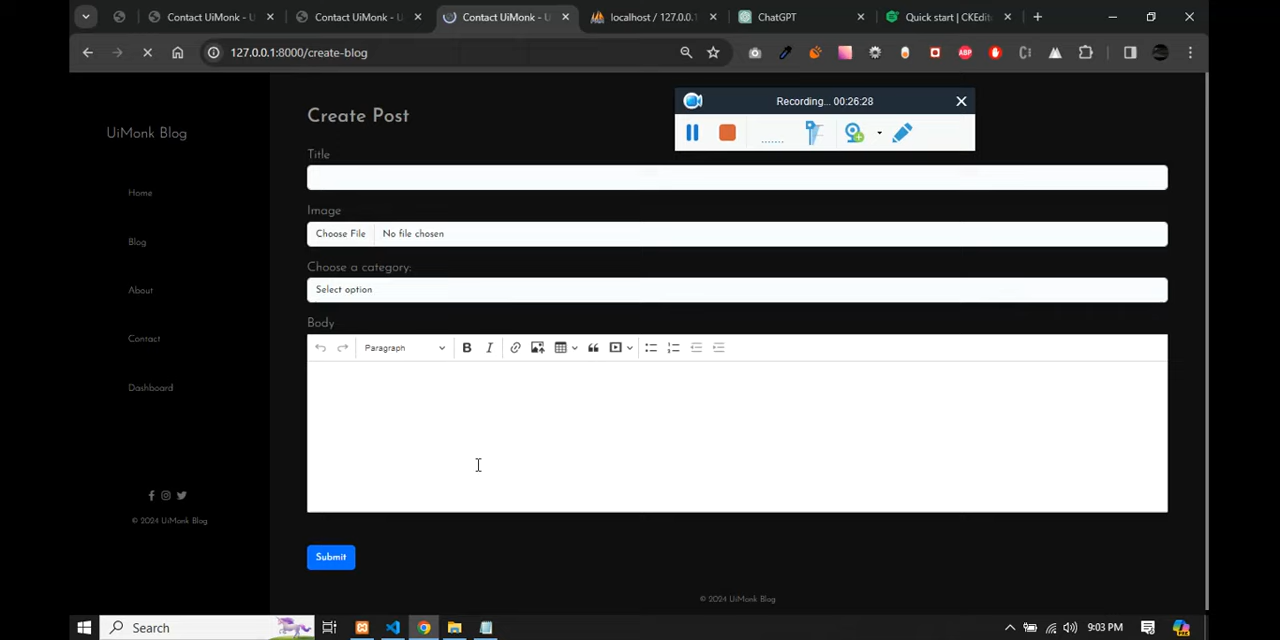 Contact UiMonk - U
Contact UiMonk - U
Contact UiMonk - U
localhost / 127.0.0.1
ChatGPT
Quick start | CKEdit
127.0.0.1:8000/create-blog
ABP
Recording... 00:26:28
UiMonk Blog
Home
Blog
About
Contact
Dashboard
© 2024 UiMonk Blog
Create Post
Title
Image
Choose File
No file chosen
Choose a category:
Select option
Body
Paragraph
B
I
Submit
© 2024 UiMonk Blog
Search
9:03 PM